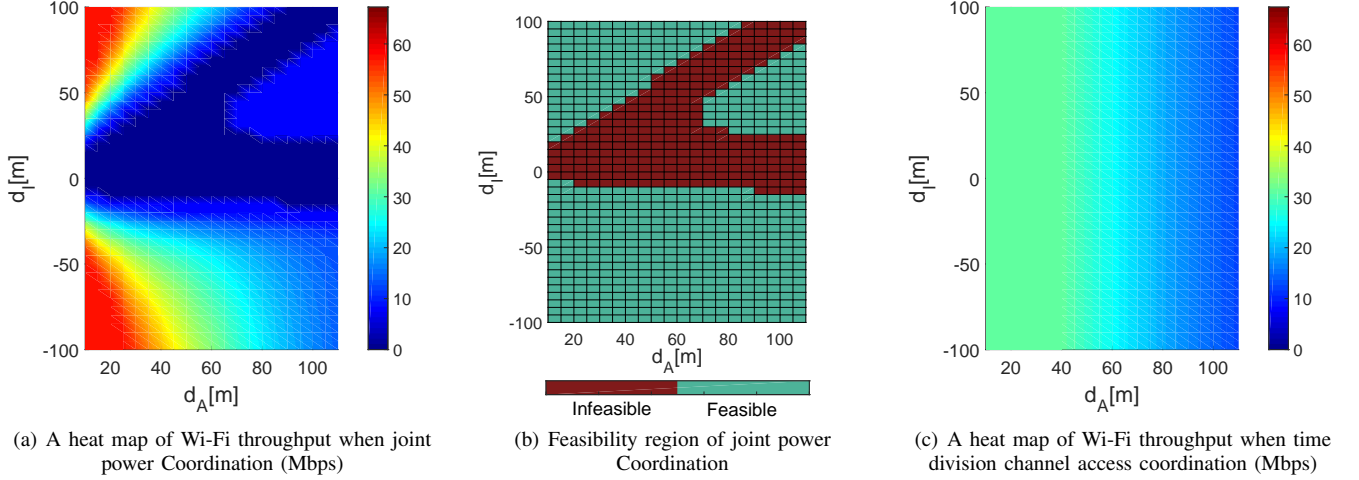 100
50
0
-50
-100
d_I[m]
20 40 60 80 100
d_A[m]
60
50
40
30
20
10
0
(a) A heat map of Wi-Fi throughput when joint
power Coordination (Mbps)
100
50
0
-50
-100
d_I[m]
20 30 40 50 60 70 80 90 100
d_A[m]
Infeasible Feasible
(b) Feasibility region of joint power
Coordination
100
50
0
-50
-100
d_I[m]
20 40 60 80 100
d_A[m]
60
50
40
30
20
10
0
(c) A heat map of Wi-Fi throughput when time
division channel access coordination (Mbps)